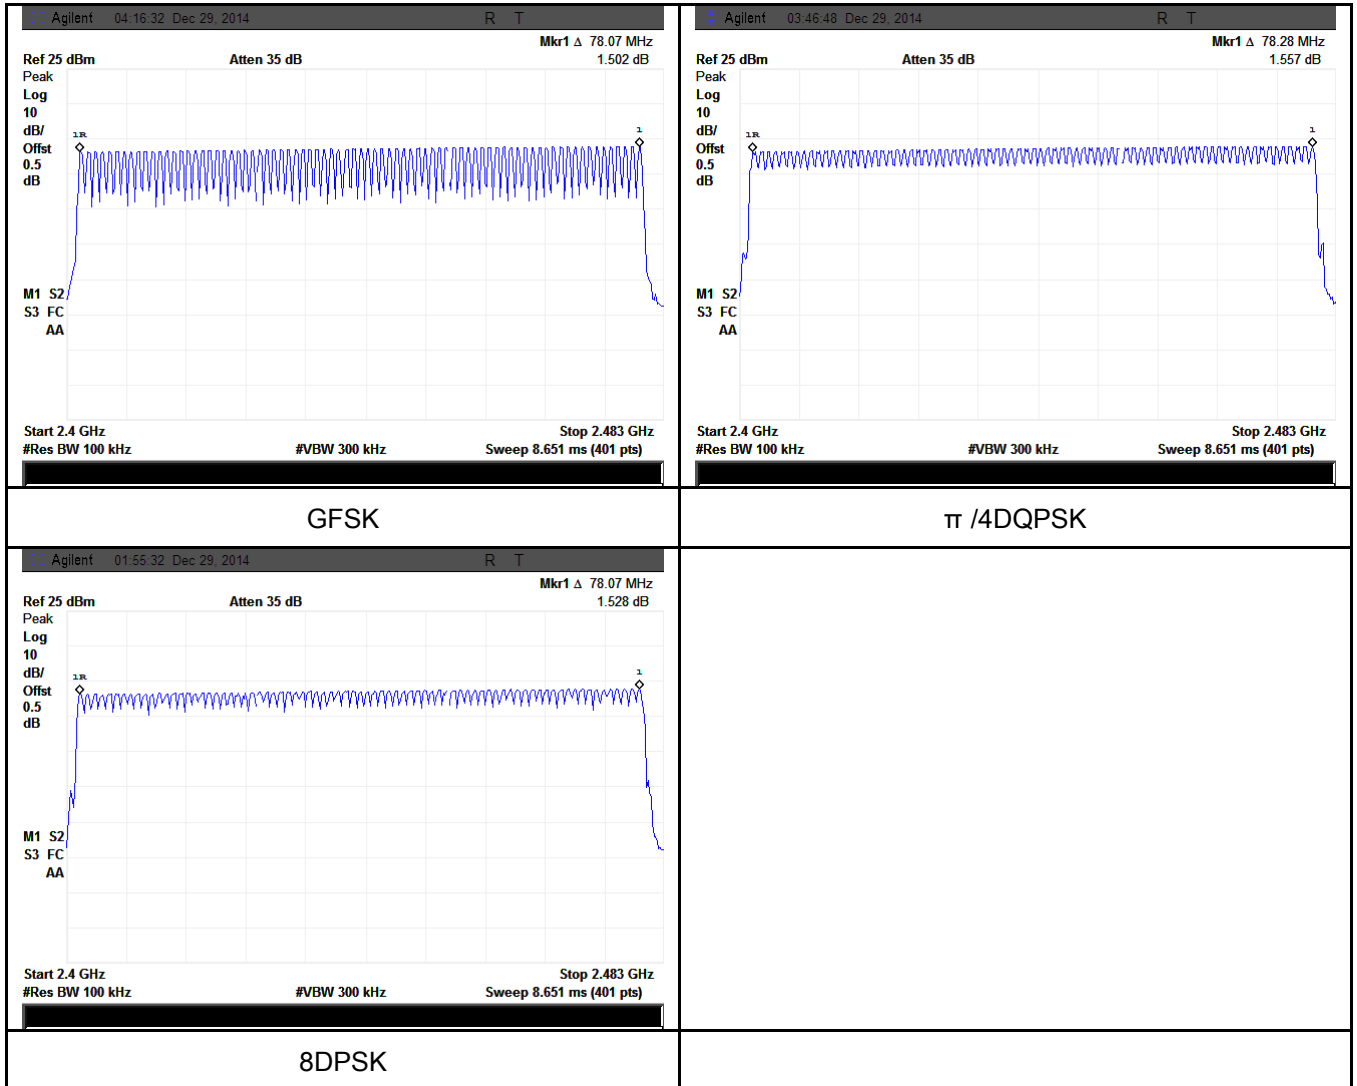 Agilent 04:16:32 Dec 29, 2014 R T
Mkr1 Δ 78.07 MHz
Ref 25 dBm Atten 35 dB 1.502 dB
Peak
Log
10
dB/
Offst
0.5
dB
1R 1
M1 S2
S3 FC
AA
Start 2.4 GHz Stop 2.483 GHz
#Res BW 100 kHz #VBW 300 kHz Sweep 8.651 ms (401 pts)
GFSK
Agilent 03:46:48 Dec 29, 2014 R T
Mkr1 Δ 78.28 MHz
Ref 25 dBm Atten 35 dB 1.557 dB
Peak
Log
10
dB/
Offst
0.5
dB
1R 1
M1 S2
S3 FC
AA
Start 2.4 GHz Stop 2.483 GHz
#Res BW 100 kHz #VBW 300 kHz Sweep 8.651 ms (401 pts)
π /4DQPSK
Agilent 01:55:32 Dec 29, 2014 R T
Mkr1 Δ 78.07 MHz
Ref 25 dBm Atten 35 dB 1.528 dB
Peak
Log
10
dB/
Offst
0.5
dB
1R 1
M1 S2
S3 FC
AA
Start 2.4 GHz Stop 2.483 GHz
#Res BW 100 kHz #VBW 300 kHz Sweep 8.651 ms (401 pts)
8DPSK